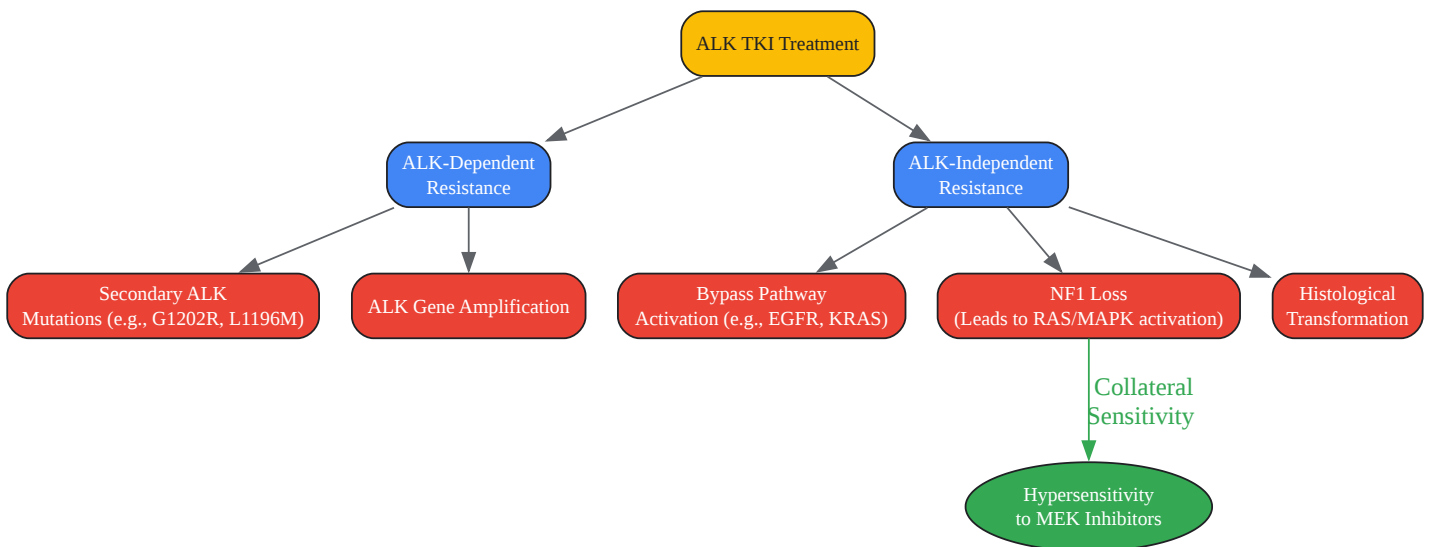 ALK TKI Treatment
ALK-Dependent
Resistance
ALK-Independent
Resistance
Secondary ALK
Mutations (e.g., G1202R, L1196M)
ALK Gene Amplification
Bypass Pathway
Activation (e.g., EGFR, KRAS)
NF1 Loss
(Leads to RAS/MAPK activation)
Histological
Transformation
Collateral
Sensitivity
Hypersensitivity
to MEK Inhibitors